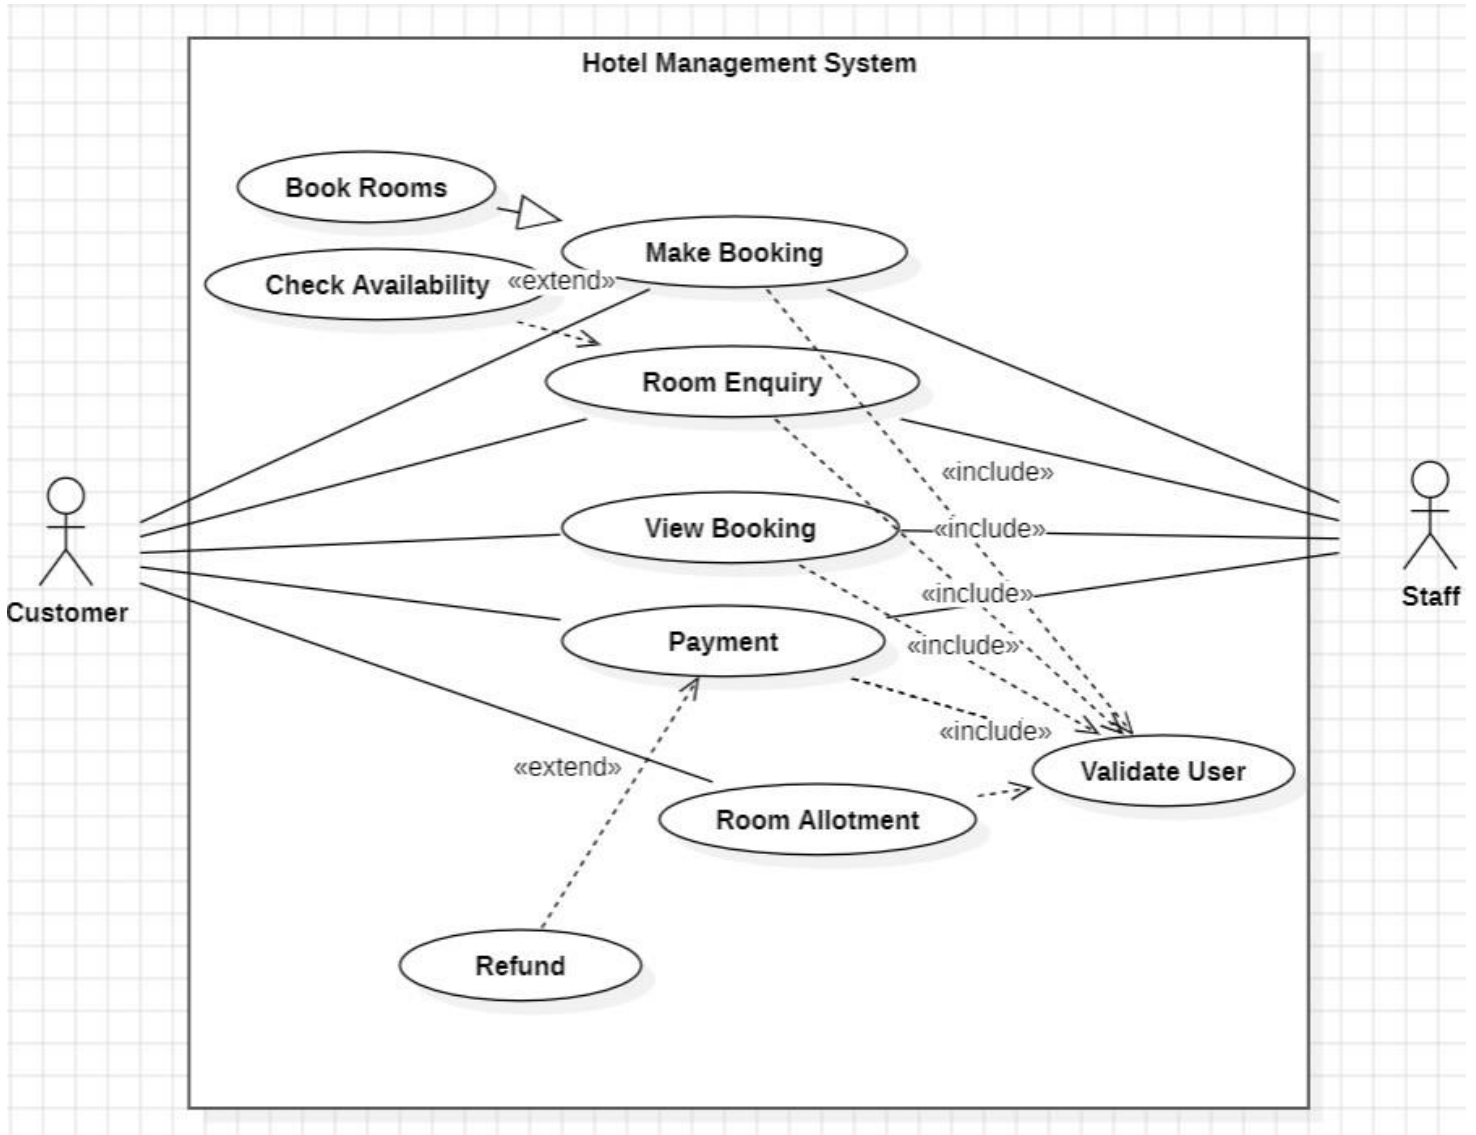 Hotel Management System
Book Rooms
Make Booking
Check Availability
«extend»
Room Enquiry
«include»
View Booking
«include»
«include»
Customer
Staff
Payment
«include»
«include»
«extend»
Validate User
Room Allotment
Refund